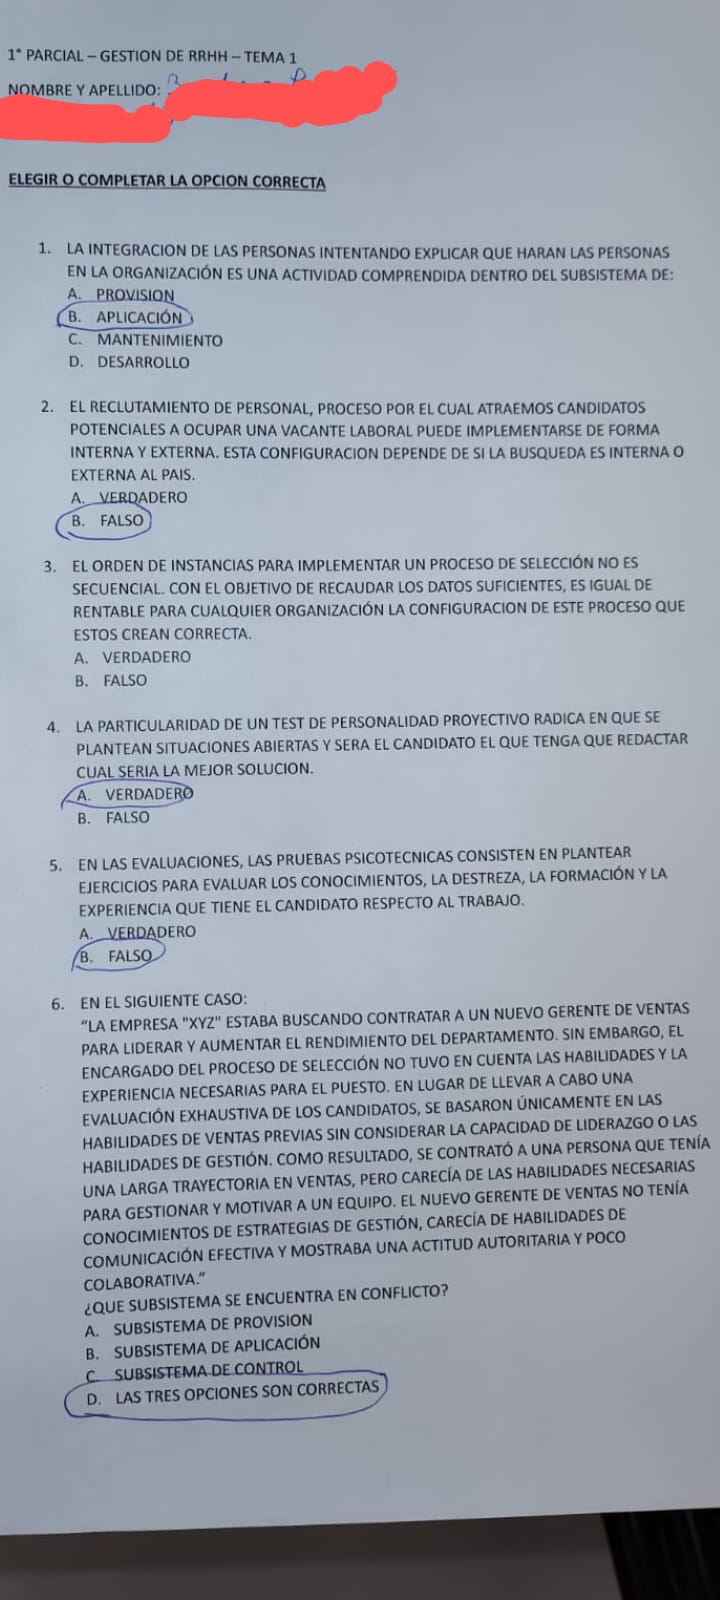 1° PARCIAL – GESTION DE RRHH – TEMA 1
NOMBRE Y APELLIDO:
ELEGIR O COMPLETAR LA OPCION CORRECTA
1. LA INTEGRACION DE LAS PERSONAS INTENTANDO EXPLICAR QUE HARAN LAS PERSONAS
EN LA ORGANIZACIÓN ES UNA ACTIVIDAD COMPRENDIDA DENTRO DEL SUBSISTEMA DE:
A. PROVISION
B. APLICACIÓN
C. MANTENIMIENTO
D. DESARROLLO
2. EL RECLUTAMIENTO DE PERSONAL, PROCESO POR EL CUAL ATRAEMOS CANDIDATOS
POTENCIALES A OCUPAR UNA VACANTE LABORAL PUEDE IMPLEMENTARSE DE FORMA
INTERNA Y EXTERNA. ESTA CONFIGURACION DEPENDE DE SI LA BUSQUEDA ES INTERNA O
EXTERNA AL PAIS.
A. VERDADERO
B. FALSO
3. EL ORDEN DE INSTANCIAS PARA IMPLEMENTAR UN PROCESO DE SELECCIÓN NO ES
SECUENCIAL. CON EL OBJETIVO DE RECAUDAR LOS DATOS SUFICIENTES, ES IGUAL DE
RENTABLE PARA CUALQUIER ORGANIZACIÓN LA CONFIGURACION DE ESTE PROCESO QUE
ESTOS CREAN CORRECTA.
A. VERDADERO
B. FALSO
4. LA PARTICULARIDAD DE UN TEST DE PERSONALIDAD PROYECTIVO RADICA EN QUE SE
PLANTEAN SITUACIONES ABIERTAS Y SERA EL CANDIDATO EL QUE TENGA QUE REDACTAR
CUAL SERIA LA MEJOR SOLUCION.
A. VERDADERO
B. FALSO
5. EN LAS EVALUACIONES, LAS PRUEBAS PSICOTECNICAS CONSISTEN EN PLANTEAR
EJERCICIOS PARA EVALUAR LOS CONOCIMIENTOS, LA DESTREZA, LA FORMACIÓN Y LA
EXPERIENCIA QUE TIENE EL CANDIDATO RESPECTO AL TRABAJO.
A. VERDADERO
B. FALSO
6. EN EL SIGUIENTE CASO:
“LA EMPRESA "XYZ" ESTABA BUSCANDO CONTRATAR A UN NUEVO GERENTE DE VENTAS
PARA LIDERAR Y AUMENTAR EL RENDIMIENTO DEL DEPARTAMENTO. SIN EMBARGO, EL
ENCARGADO DEL PROCESO DE SELECCIÓN NO TUVO EN CUENTA LAS HABILIDADES Y LA
EXPERIENCIA NECESARIAS PARA EL PUESTO. EN LUGAR DE LLEVAR A CABO UNA
EVALUACIÓN EXHAUSTIVA DE LOS CANDIDATOS, SE BASARON ÚNICAMENTE EN LAS
HABILIDADES DE VENTAS PREVIAS SIN CONSIDERAR LA CAPACIDAD DE LIDERAZGO O LAS
HABILIDADES DE GESTIÓN. COMO RESULTADO, SE CONTRATÓ A UNA PERSONA QUE TENÍA
UNA LARGA TRAYECTORIA EN VENTAS, PERO CARECÍA DE LAS HABILIDADES NECESARIAS
PARA GESTIONAR Y MOTIVAR A UN EQUIPO. EL NUEVO GERENTE DE VENTAS NO TENÍA
CONOCIMIENTOS DE ESTRATEGIAS DE GESTIÓN, CARECÍA DE HABILIDADES DE
COMUNICACIÓN EFECTIVA Y MOSTRABA UNA ACTITUD AUTORITARIA Y POCO
COLABORATIVA.”
¿QUE SUBSISTEMA SE ENCUENTRA EN CONFLICTO?
A. SUBSISTEMA DE PROVISION
B. SUBSISTEMA DE APLICACIÓN
C. SUBSISTEMA DE CONTROL
D. LAS TRES OPCIONES SON CORRECTAS